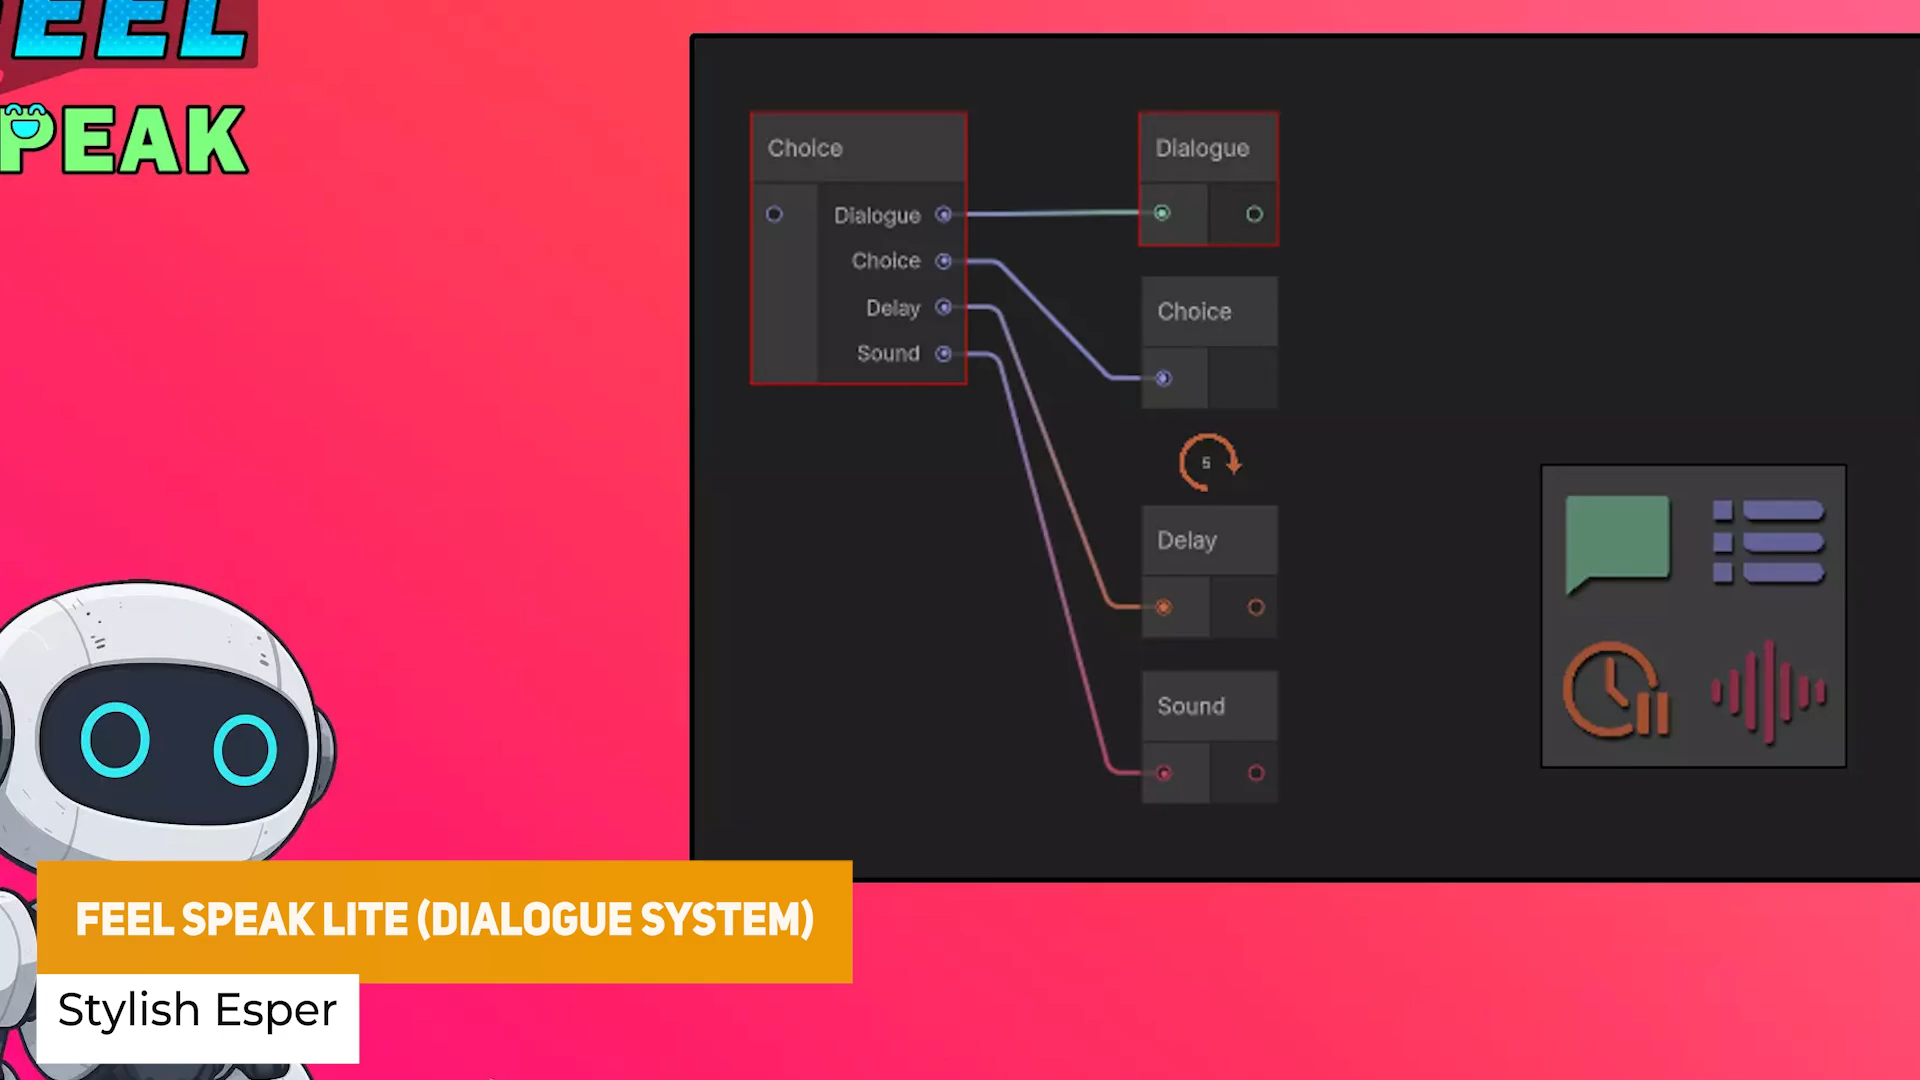 EEL
PEAK
Choice
Dialogue
Choice
Delay
Sound
Dialogue
Choice
5
Delay
Sound
FEEL SPEAK LITE (DIALOGUE SYSTEM)
Stylish Esper